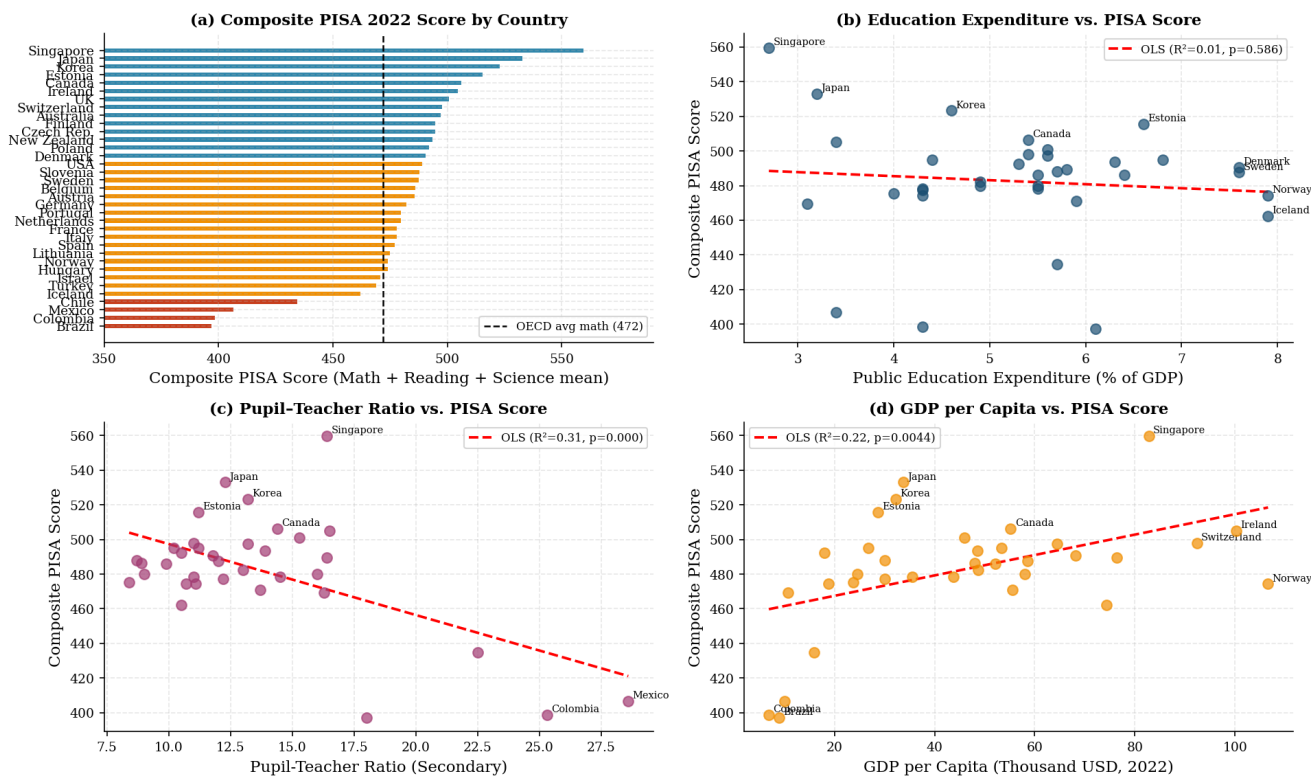 (a) Composite PISA 2022 Score by Country
Singapore
Japan
Korea
Estonia
Canada
Ireland
UK
Switzerland
Australia
Finland
Czech Rep.
New Zealand
Poland
Denmark
USA
Slovenia
Sweden
Belgium
Austria
Germany
Portugal
Netherlands
France
Italy
Spain
Lithuania
Norway
Hungary
Israel
Turkey
Iceland
Chile
Mexico
Colombia
Brazil
OECD avg math (472)
350 400 450 500 550
Composite PISA Score (Math + Reading + Science mean)
(b) Education Expenditure vs. PISA Score
OLS (R²=0.01, p=0.586)
Composite PISA Score
560
540
520
500
480
460
440
420
400
Singapore
Japan
Korea
Estonia
Canada
Denmark
Sweden
Norway
Iceland
3 4 5 6 7 8
Public Education Expenditure (% of GDP)
(c) Pupil–Teacher Ratio vs. PISA Score
OLS (R²=0.31, p=0.000)
Composite PISA Score
560
540
520
500
480
460
440
420
400
Singapore
Japan
Korea
Estonia
Canada
Mexico
Colombia
7.5 10.0 12.5 15.0 17.5 20.0 22.5 25.0 27.5
Pupil-Teacher Ratio (Secondary)
(d) GDP per Capita vs. PISA Score
OLS (R²=0.22, p=0.0044)
Composite PISA Score
560
540
520
500
480
460
440
420
400
Singapore
Japan
Korea
Estonia
Canada
Ireland
Switzerland
Norway
Colombia
Brazil
20 40 60 80 100
GDP per Capita (Thousand USD, 2022)